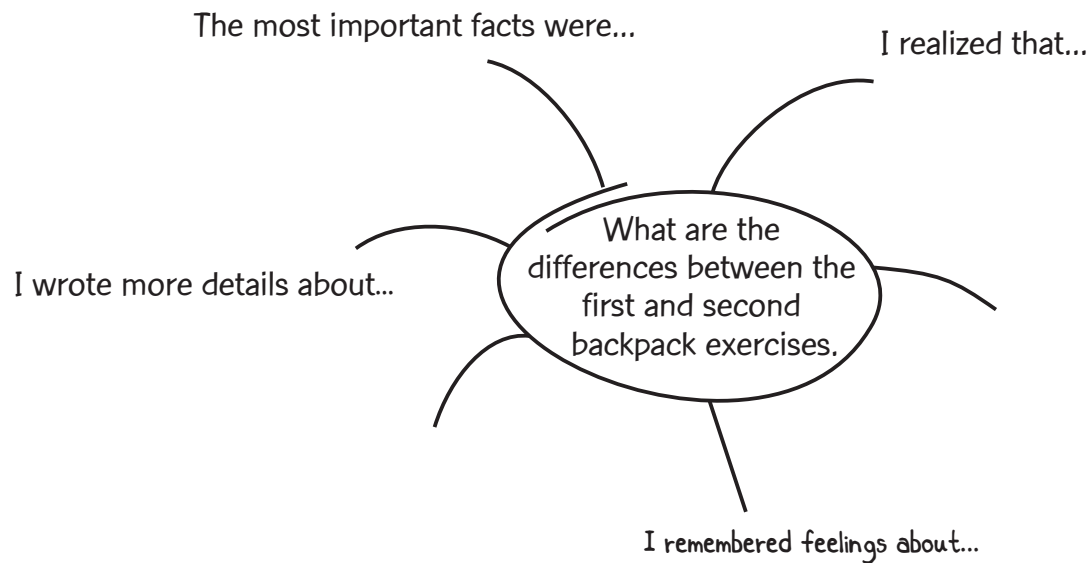 The most important facts were...
I realized that...
What are the
differences between the
first and second
backpack exercises.
I wrote more details about...
I remembered feelings about...